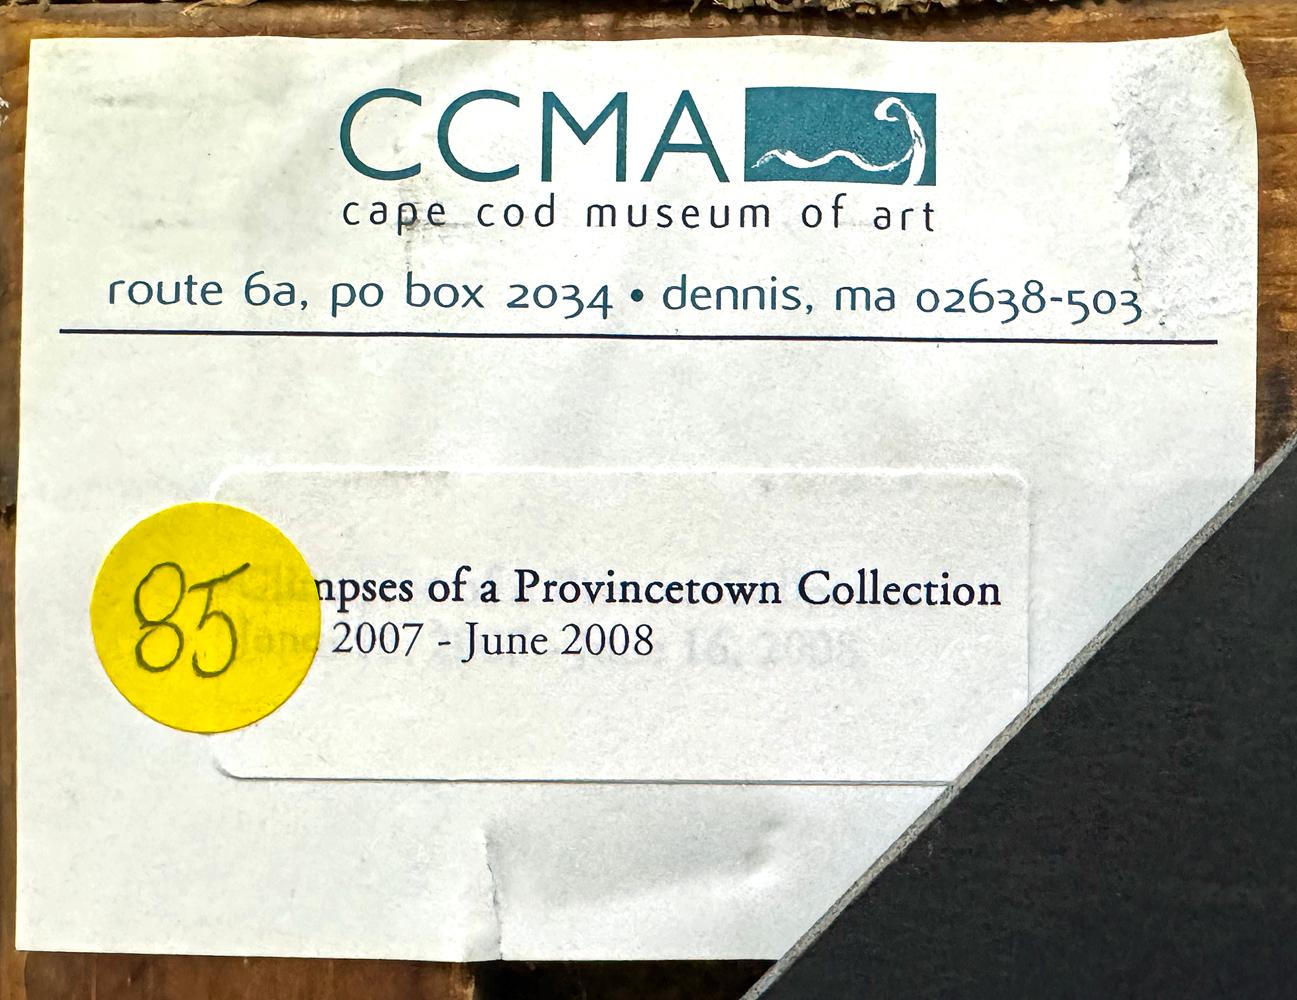 CCMA
cape cod museum of art
route 6a, po box 2034 • dennis, ma 02638-503
Glimpses of a Provincetown Collection
2007 - June 2008
85